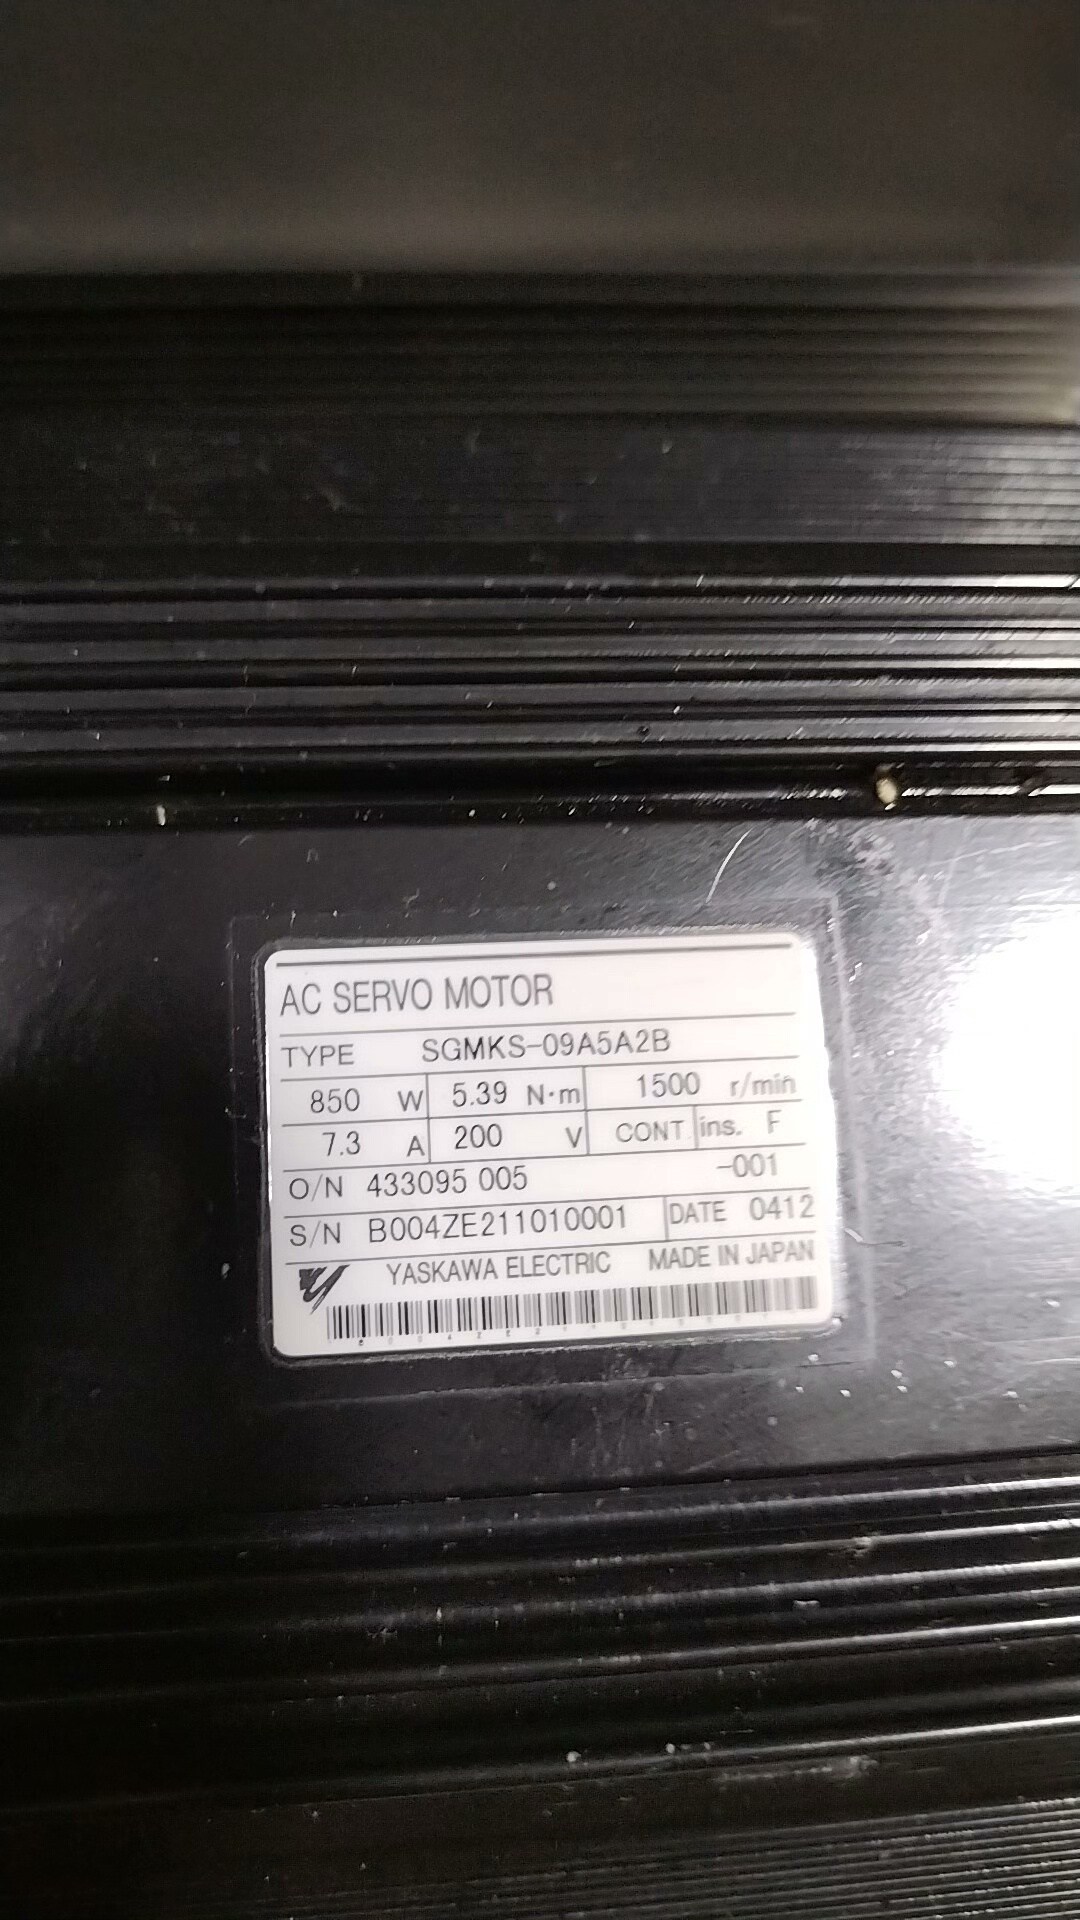 AC SERVO MOTOR
TYPE SGMKS-09A5A2B
850 W 5.39 N·m 1500 r/min
7.3 A 200 V CONT. ins. F
O/N 433095 005 -001
S/N B004ZE211010001 DATE 0412
YASKAWA ELECTRIC MADE IN JAPAN